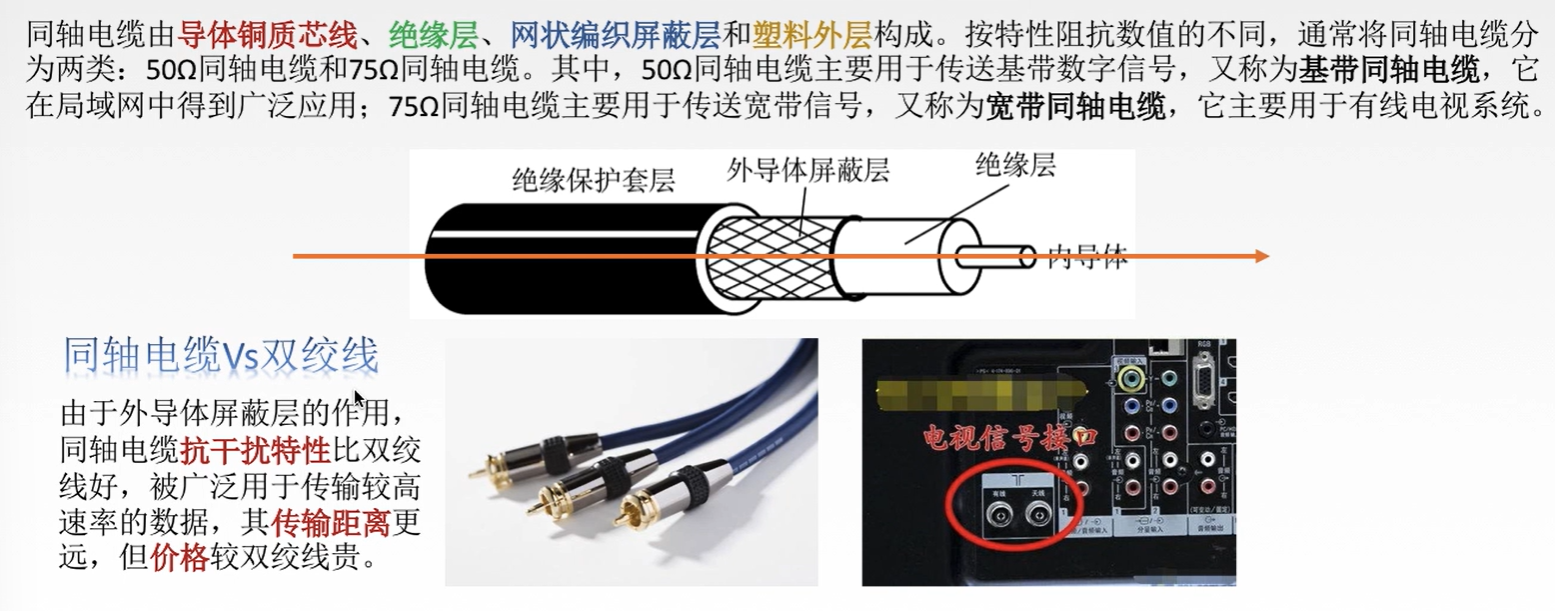 同轴电缆由导体铜质芯线、绝缘层、网状编织屏蔽层和塑料外层构成。按特性阻抗数值的不同，通常将同轴电缆分
为两类：50Ω同轴电缆和75Ω同轴电缆。其中，50Ω同轴电缆主要用于传送基带数字信号，又称为基带同轴电缆，它
在局域网中得到广泛应用；75Ω同轴电缆主要用于传送宽带信号，又称为宽带同轴电缆，它主要用于有线电视系统。
绝缘保护套层
外导体屏蔽层
绝缘层
内导体
同轴电缆Vs双绞线
由于外导体屏蔽层的作用，
同轴电缆抗干扰特性比双绞
线好，被广泛用于传输较高
速率的数据，其传输距离更
远，但价格较双绞线贵。
RGB
电视信号接口
有线
天线
左
右
分量输入
音频输出